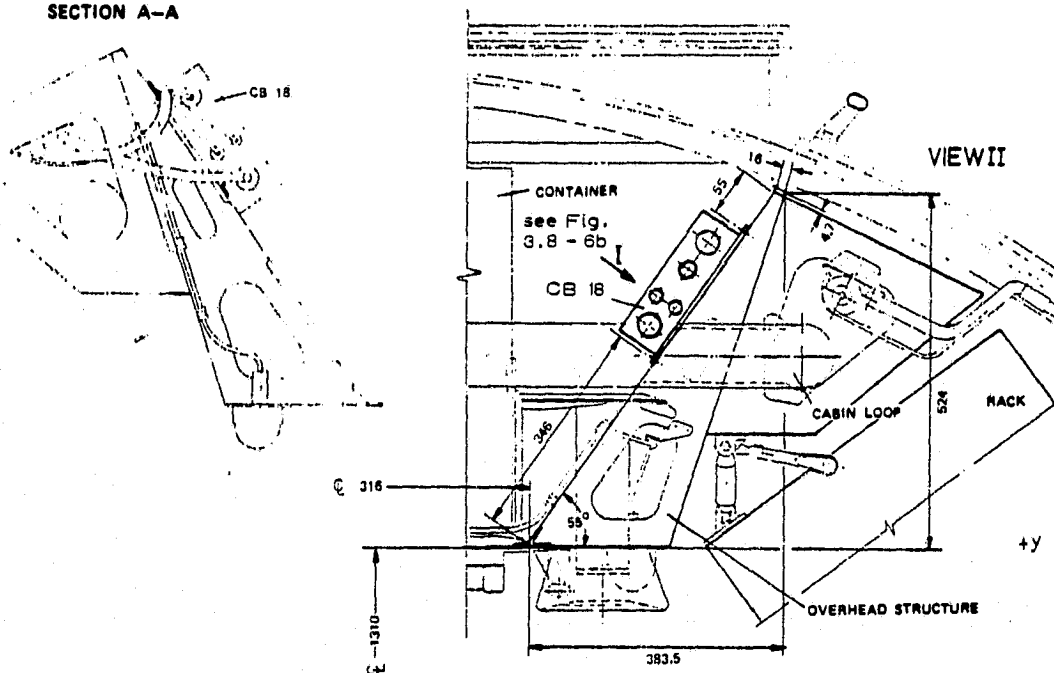 SECTION A–A
CB 18
VIEW II
CONTAINER
see Fig.
3.8 - 6b
I
CB 18
16
55
CABIN LOOP
524
RACK
346
℄ 316
55°
+Y
OVERHEAD STRUCTURE
℄ 1310
383.5